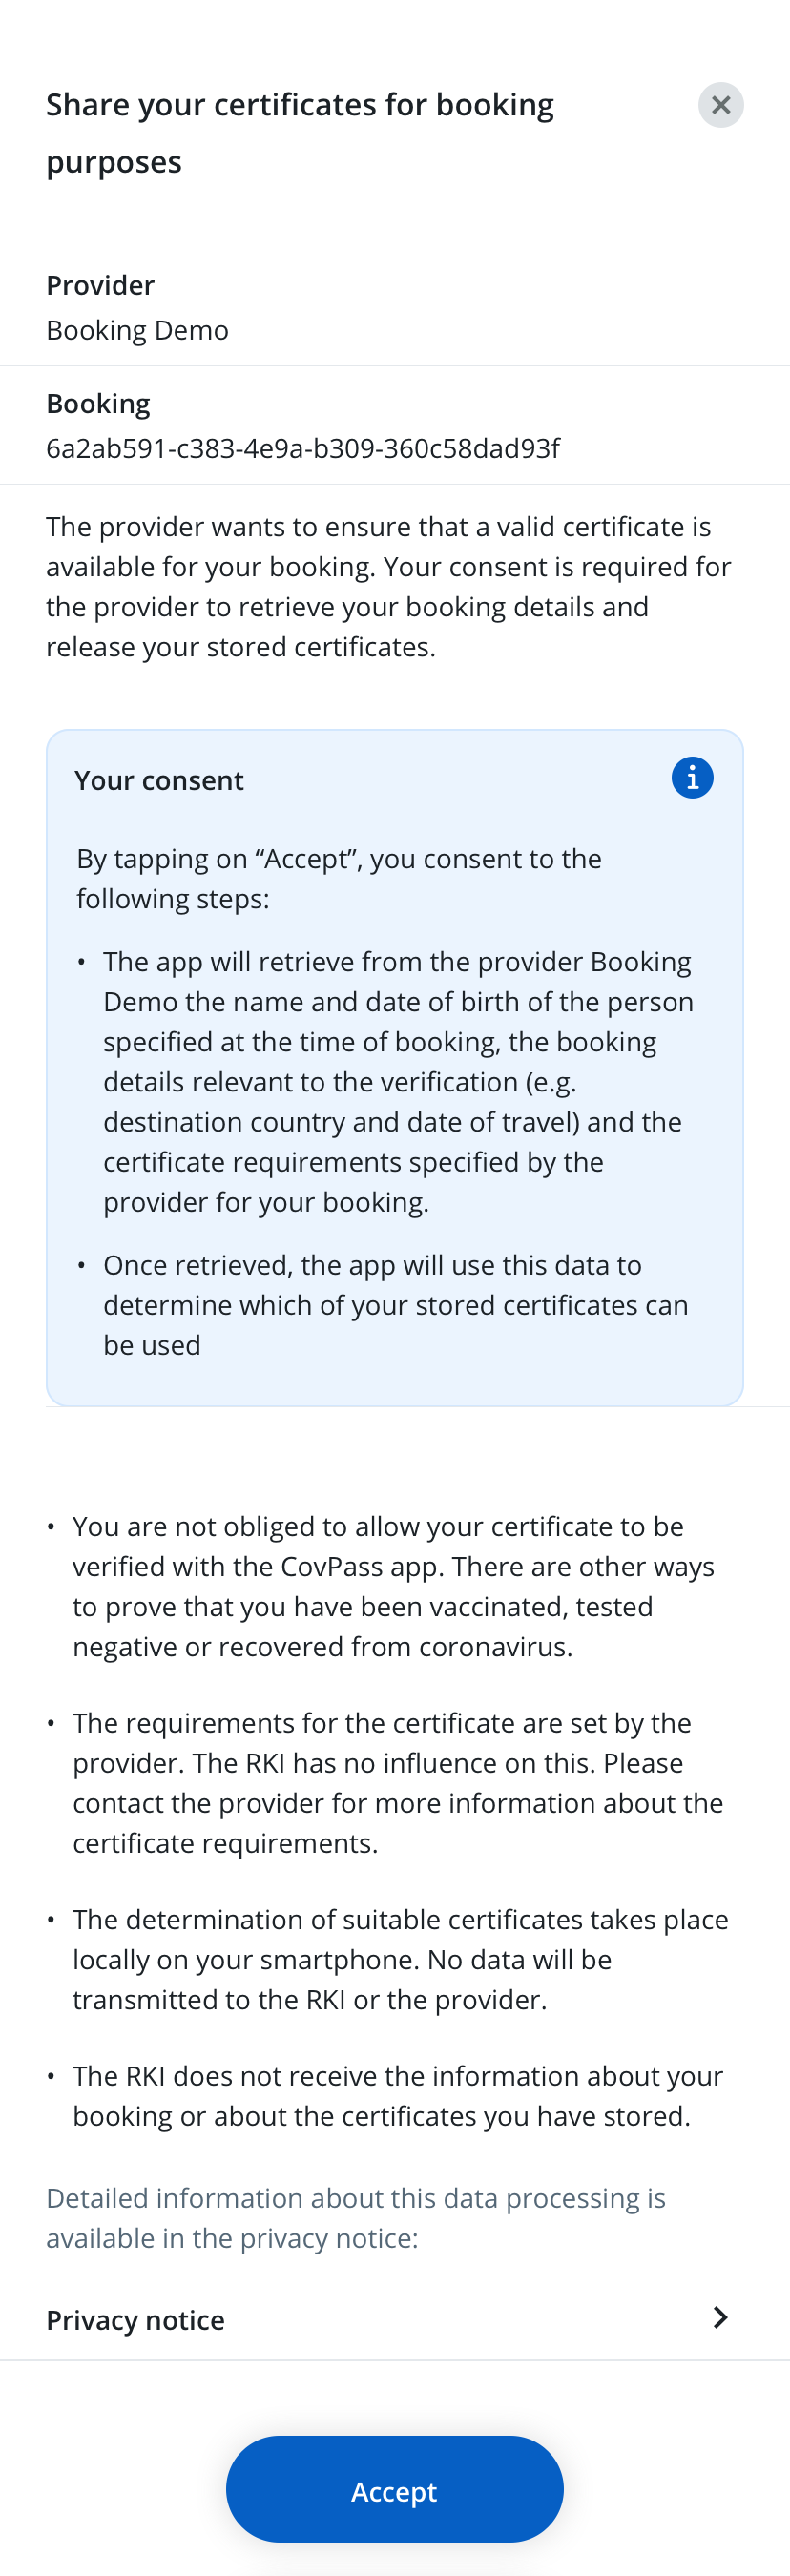 Share your certificates for booking
purposes
Provider
Booking Demo
Booking
6a2ab591-c383-4e9a-b309-360c58dad93f
The provider wants to ensure that a valid certificate is
available for your booking. Your consent is required for
the provider to retrieve your booking details and
release your stored certificates.
Your consent
By tapping on “Accept”, you consent to the
following steps:
• The app will retrieve from the provider Booking
Demo the name and date of birth of the person
specified at the time of booking, the booking
details relevant to the verification (e.g.
destination country and date of travel) and the
certificate requirements specified by the
provider for your booking.
• Once retrieved, the app will use this data to
determine which of your stored certificates can
be used
• You are not obliged to allow your certificate to be
verified with the CovPass app. There are other ways
to prove that you have been vaccinated, tested
negative or recovered from coronavirus.
• The requirements for the certificate are set by the
provider. The RKI has no influence on this. Please
contact the provider for more information about the
certificate requirements.
• The determination of suitable certificates takes place
locally on your smartphone. No data will be
transmitted to the RKI or the provider.
• The RKI does not receive the information about your
booking or about the certificates you have stored.
Detailed information about this data processing is
available in the privacy notice:
Privacy notice
Accept